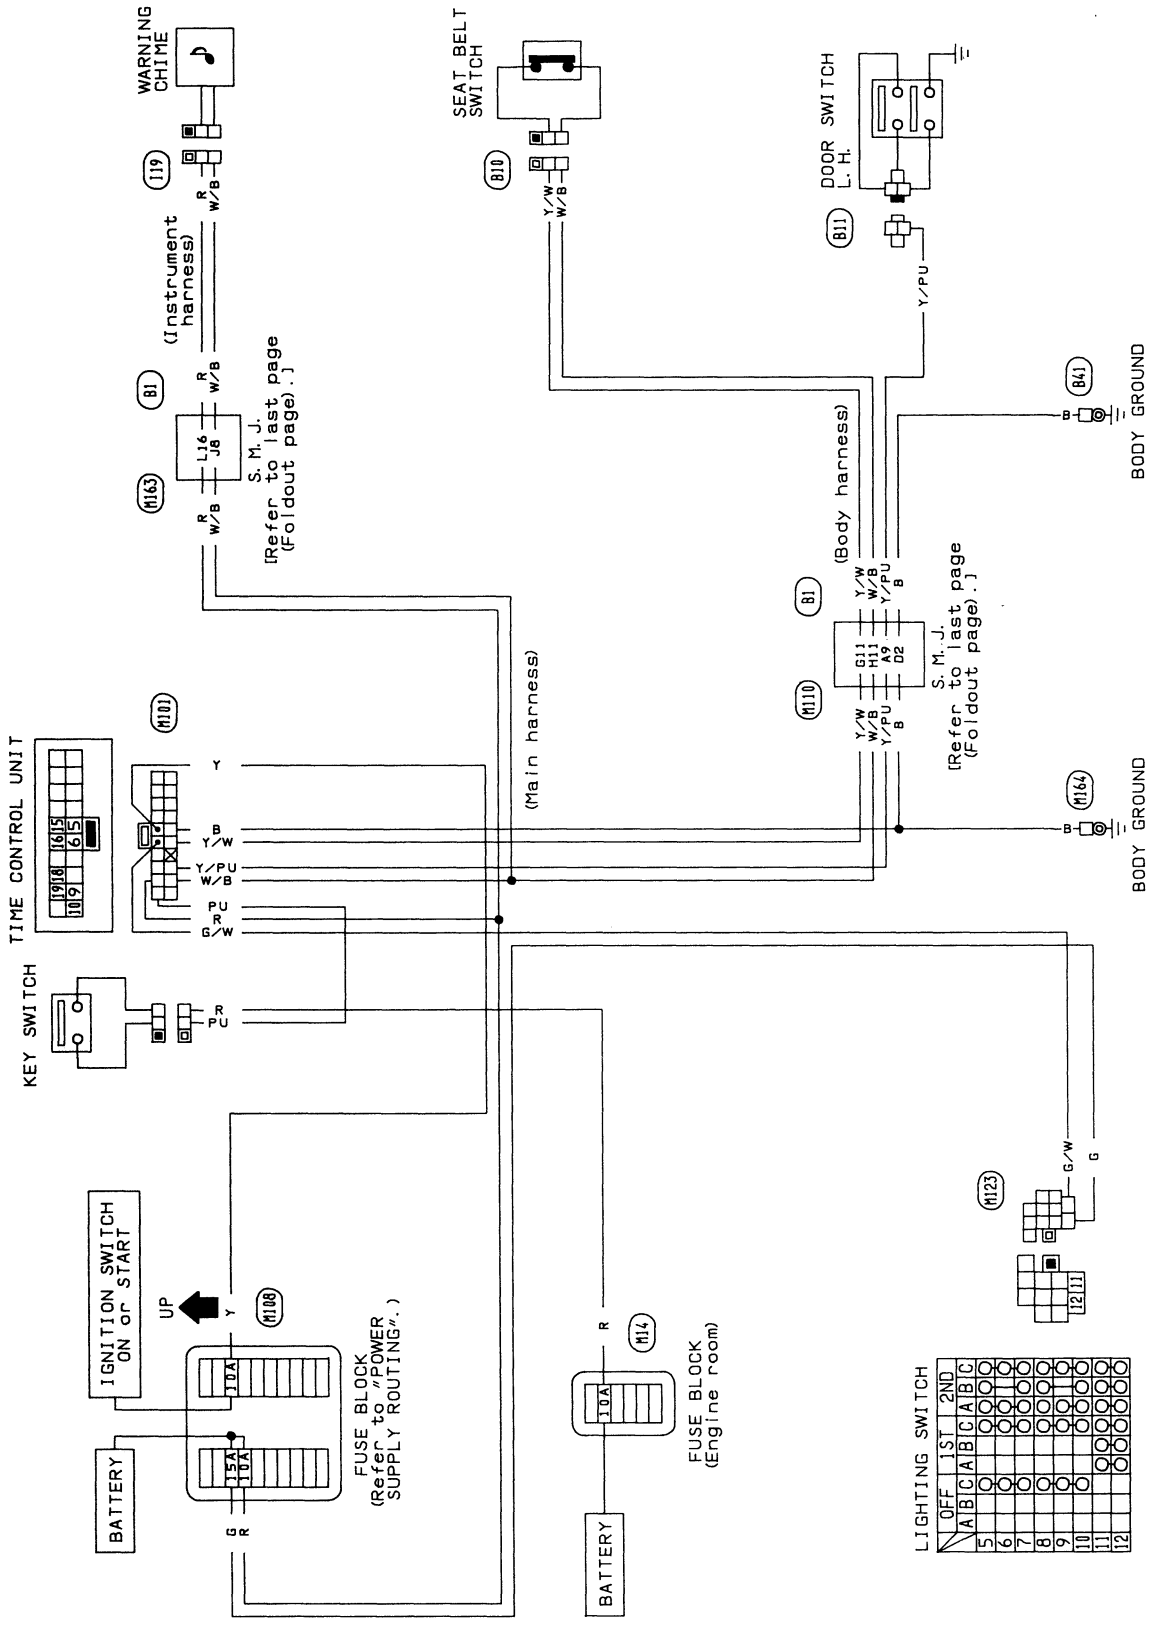 WARNING
CHIME
I19
R
W/B
(Instrument
harness)
R
W/B
B1
L16
J8
S. M. J.
[Refer to last page
(Foldout page).]
M163
R
W/B
SEAT BELT
SWITCH
B10
Y/W
W/B
DOOR SWITCH
L. H.
B11
Y/PU
(Body harness)
B41
B
BODY GROUND
B1
Y/W
W/B
Y/PU
B
G11
H11
A9
D2
S. M. J.
[Refer to last page
(Foldout page).]
M110
Y/W
W/B
Y/PU
B
(Main harness)
M164
B
BODY GROUND
TIME CONTROL UNIT
19 18 16 15
10 9 6 5
M101
Y
B
Y/W
Y/PU
W/B
PU
R
G/W
KEY SWITCH
R
PU
IGNITION SWITCH
ON or START
UP
Y
M108
10A
15A
10A
FUSE BLOCK
(Refer to "POWER
SUPPLY ROUTING".)
BATTERY
G
R
R
M14
10A
FUSE BLOCK
(Engine room)
BATTERY
G/W
G
M123
12 11
LIGHTING SWITCH
OFF 1ST 2ND
A B C A B C A B C
5
6
7
8
9
10
11
12